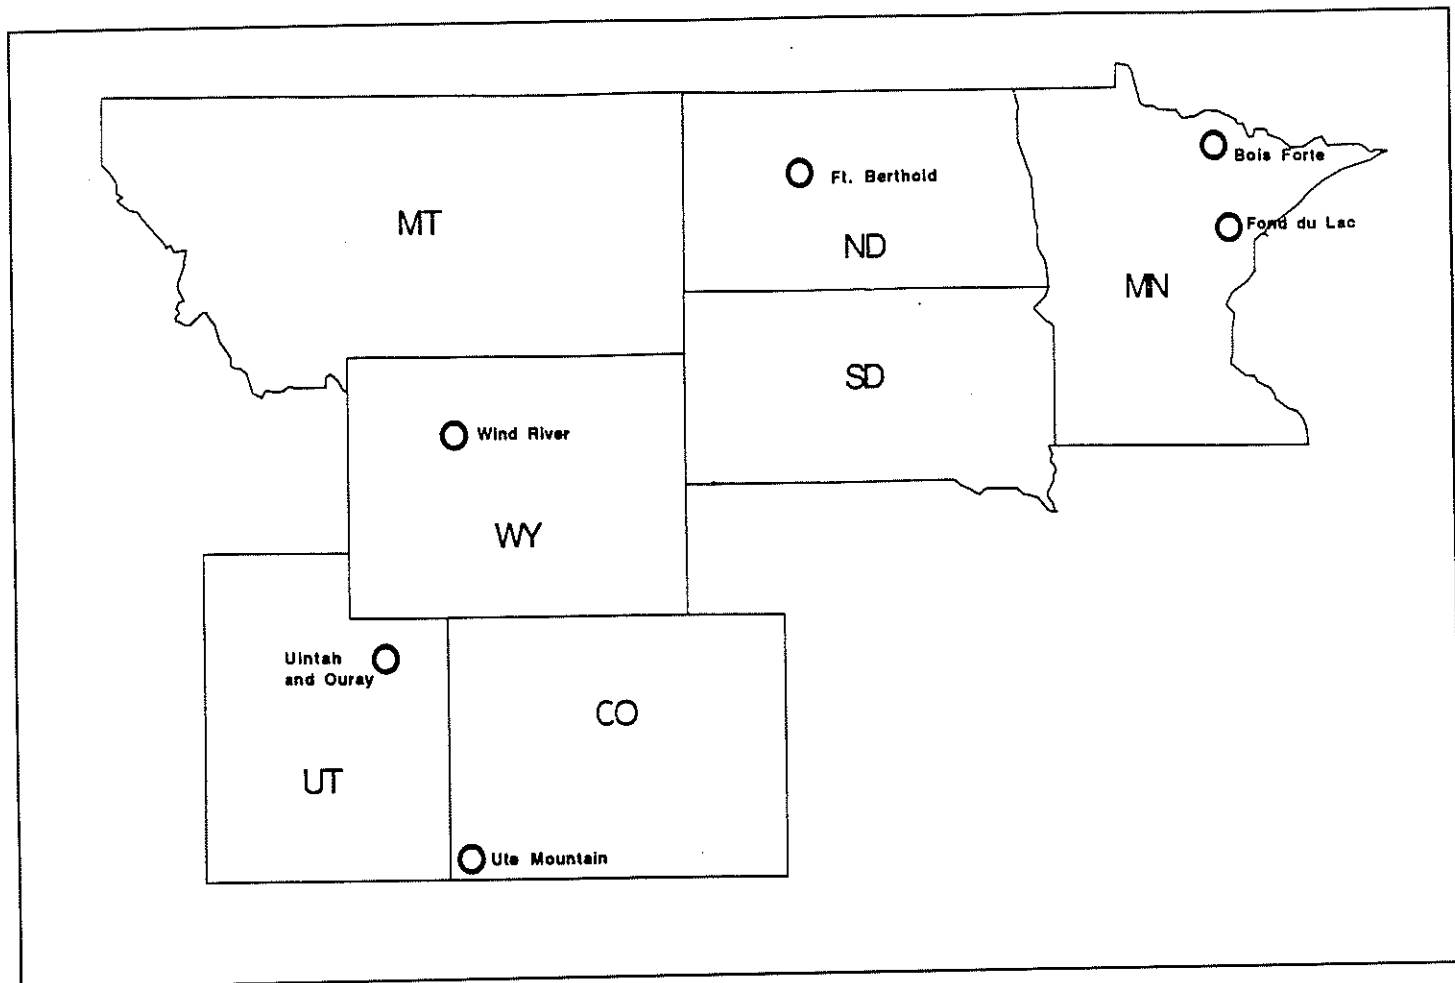 Bois Forte
Ft. Berthold
MT
Fond du Lac
ND
MN
SD
Wind River
WY
Uintah
and Ouray
CO
UT
Ute Mountain